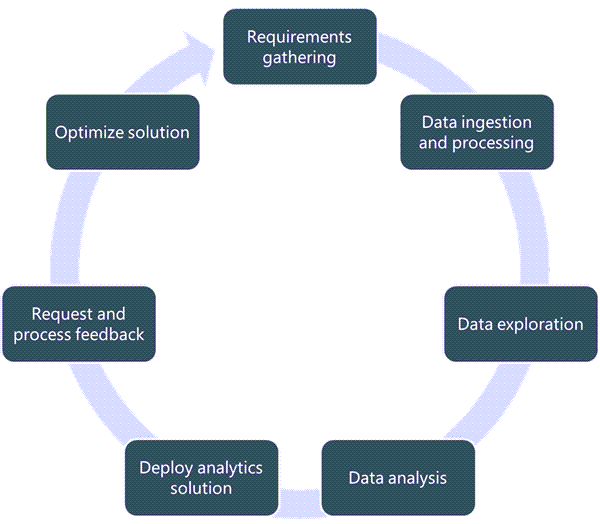 Requirements
gathering
Data ingestion
and processing
Data exploration
Data analysis
Deploy analytics
solution
Request and
process feedback
Optimize solution